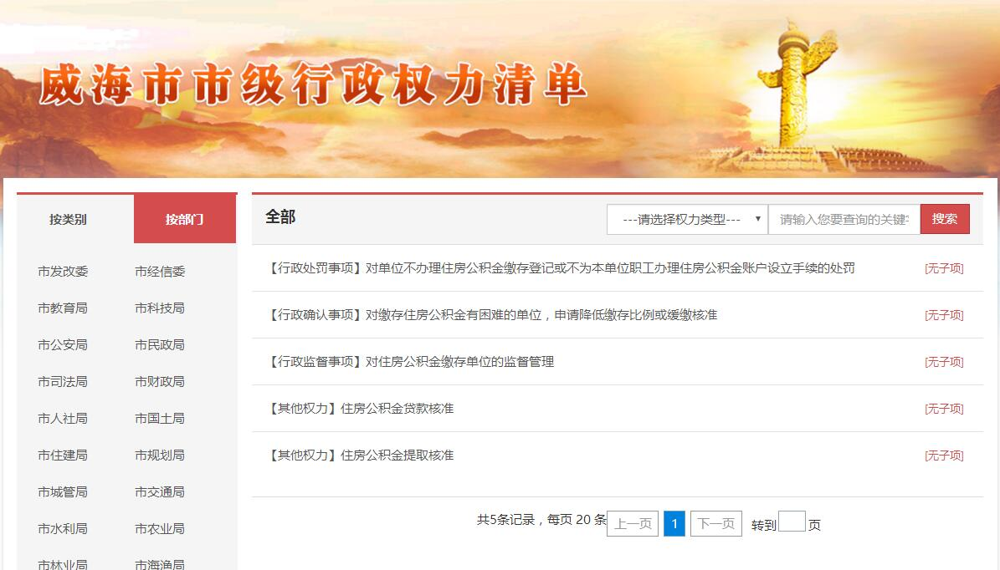 威海市市级行政权力清单
按类别 按部门
市发改委 市经信委
市教育局 市科技局
市公安局 市民政局
市司法局 市财政局
市人社局 市国土局
市住建局 市规划局
市城管局 市交通局
市水利局 市农业局
市林业局 市海渔局
全部 ---请选择权力类型--- 请输入您要查询的关键 搜索
【行政处罚事项】对单位不办理住房公积金缴存登记或不为本单位职工办理住房公积金账户设立手续的处罚 [无子项]
【行政确认事项】对缴存住房公积金有困难的单位，申请降低缴存比例或缓缴核准 [无子项]
【行政监督事项】对住房公积金缴存单位的监督管理 [无子项]
【其他权力】住房公积金贷款核准 [无子项]
【其他权力】住房公积金提取核准 [无子项]
共5条记录，每页 20 条 上一页 1 下一页 转到 页